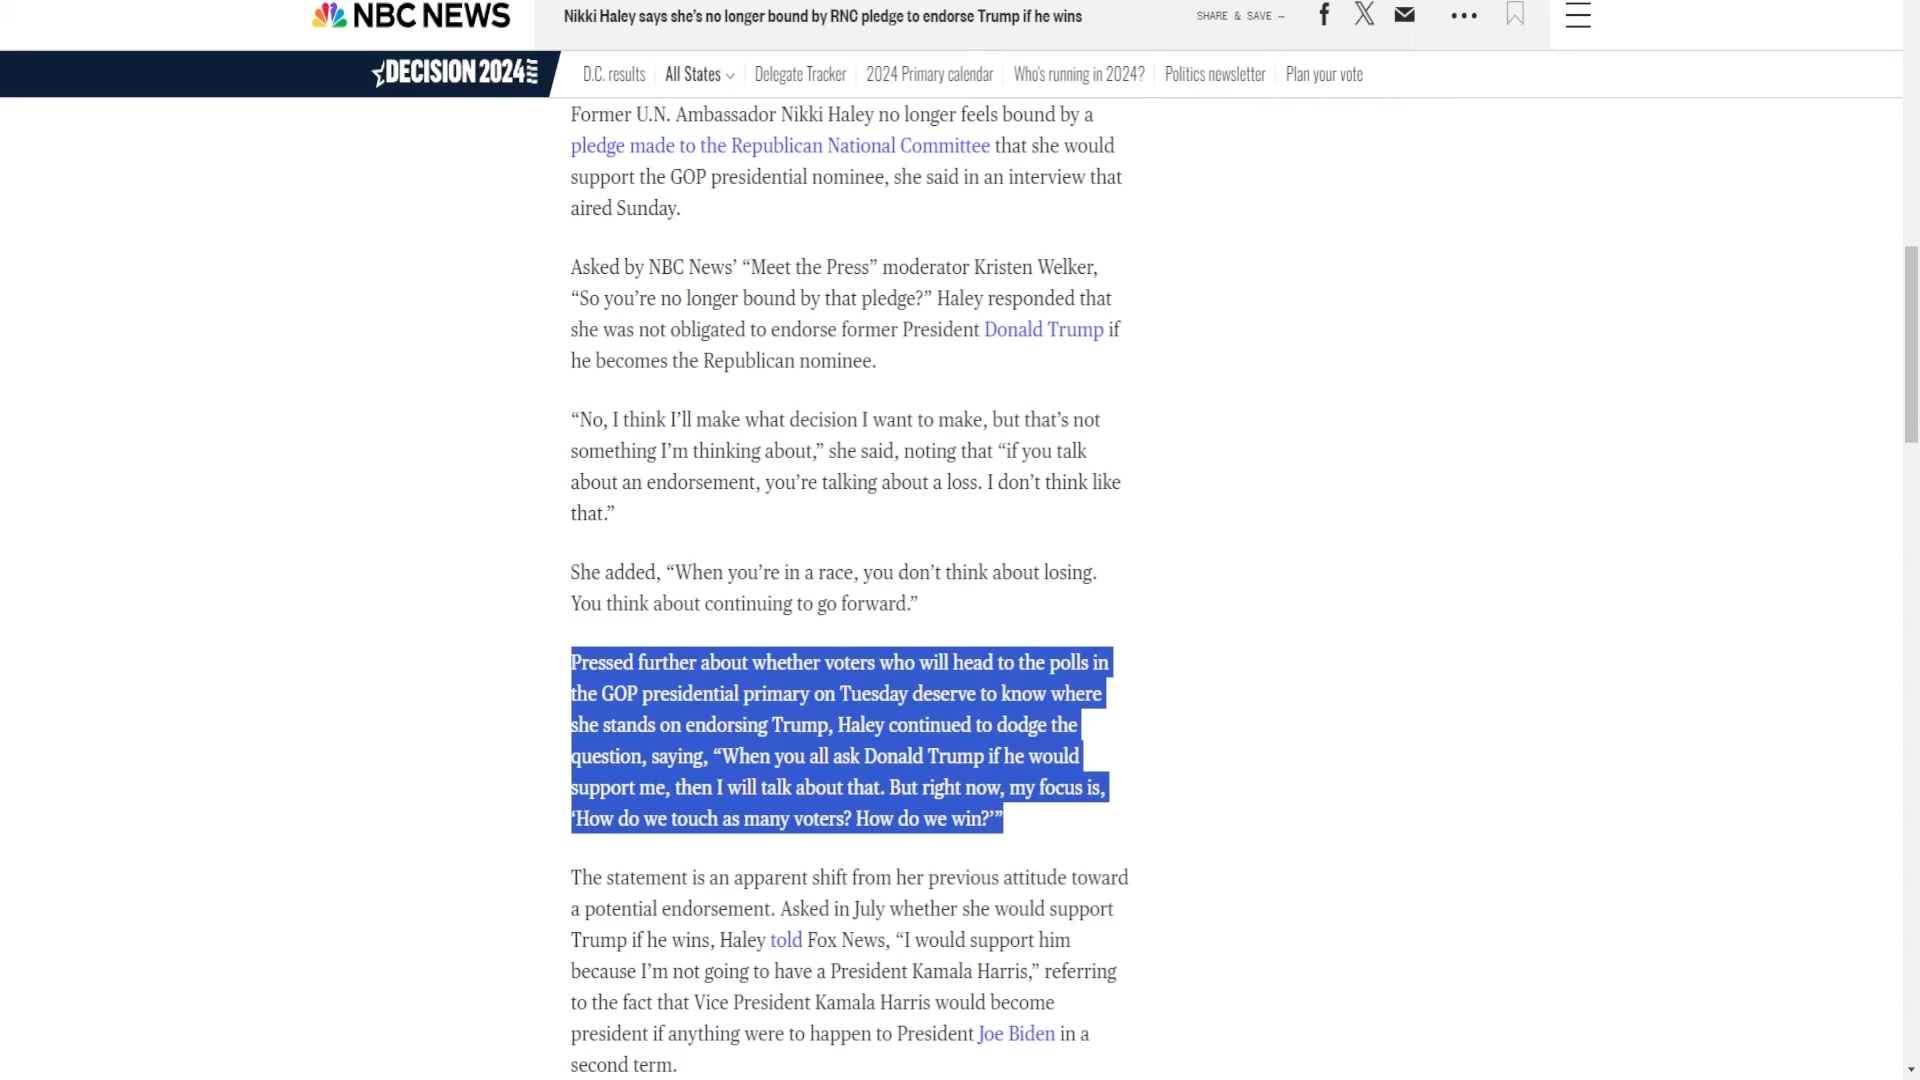 NBC NEWS
Nikki Haley says she's no longer bound by RNC pledge to endorse Trump if he wins
SHARE & SAVE –
DECISION 2024
D.C. results
All States
Delegate Tracker
2024 Primary calendar
Who's running in 2024?
Politics newsletter
Plan your vote
Former U.N. Ambassador Nikki Haley no longer feels bound by a
pledge made to the Republican National Committee that she would
support the GOP presidential nominee, she said in an interview that
aired Sunday.
Asked by NBC News’ “Meet the Press” moderator Kristen Welker,
“So you’re no longer bound by that pledge?” Haley responded that
she was not obligated to endorse former President Donald Trump if
he becomes the Republican nominee.
“No, I think I’ll make what decision I want to make, but that’s not
something I’m thinking about,” she said, noting that “if you talk
about an endorsement, you’re talking about a loss. I don’t think like
that.”
She added, “When you’re in a race, you don’t think about losing.
You think about continuing to go forward.”
Pressed further about whether voters who will head to the polls in
the GOP presidential primary on Tuesday deserve to know where
she stands on endorsing Trump, Haley continued to dodge the
question, saying, “When you all ask Donald Trump if he would
support me, then I will talk about that. But right now, my focus is,
‘How do we touch as many voters? How do we win?’”
The statement is an apparent shift from her previous attitude toward
a potential endorsement. Asked in July whether she would support
Trump if he wins, Haley told Fox News, “I would support him
because I’m not going to have a President Kamala Harris,” referring
to the fact that Vice President Kamala Harris would become
president if anything were to happen to President Joe Biden in a
second term.